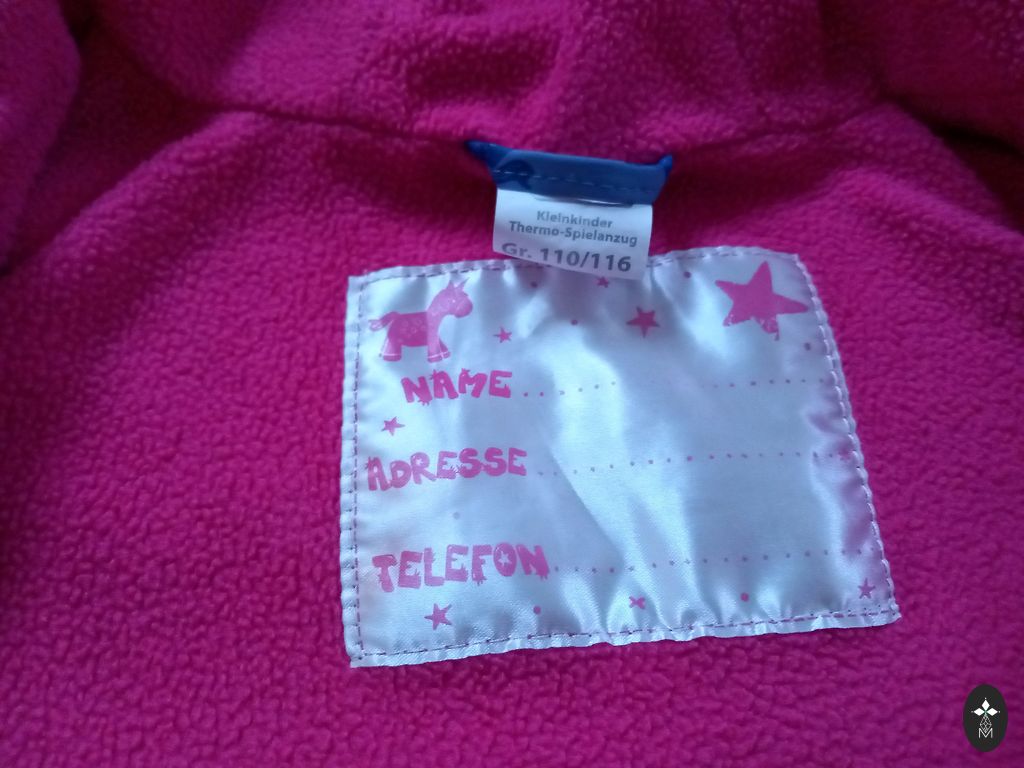 Kleinkinder
Thermo-Spielanzug
Gr. 110/116
NAME
ADRESSE
TELEFON
M